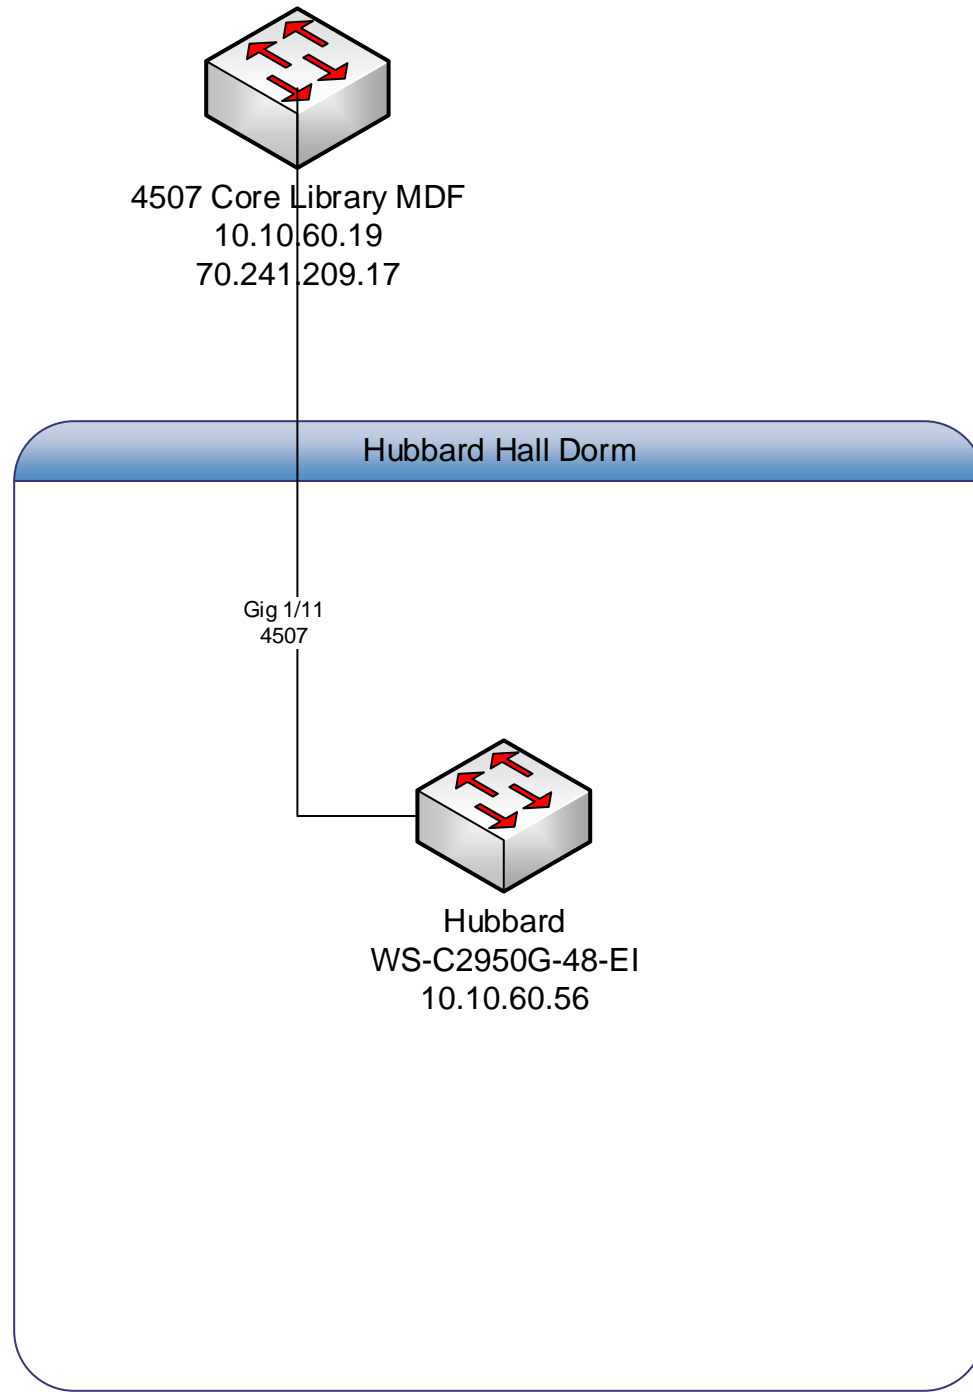 4507 Core Library MDF
10.10.60.19
70.241.209.17
Hubbard Hall Dorm
Gig 1/11
4507
Hubbard
WS-C2950G-48-EI
10.10.60.56